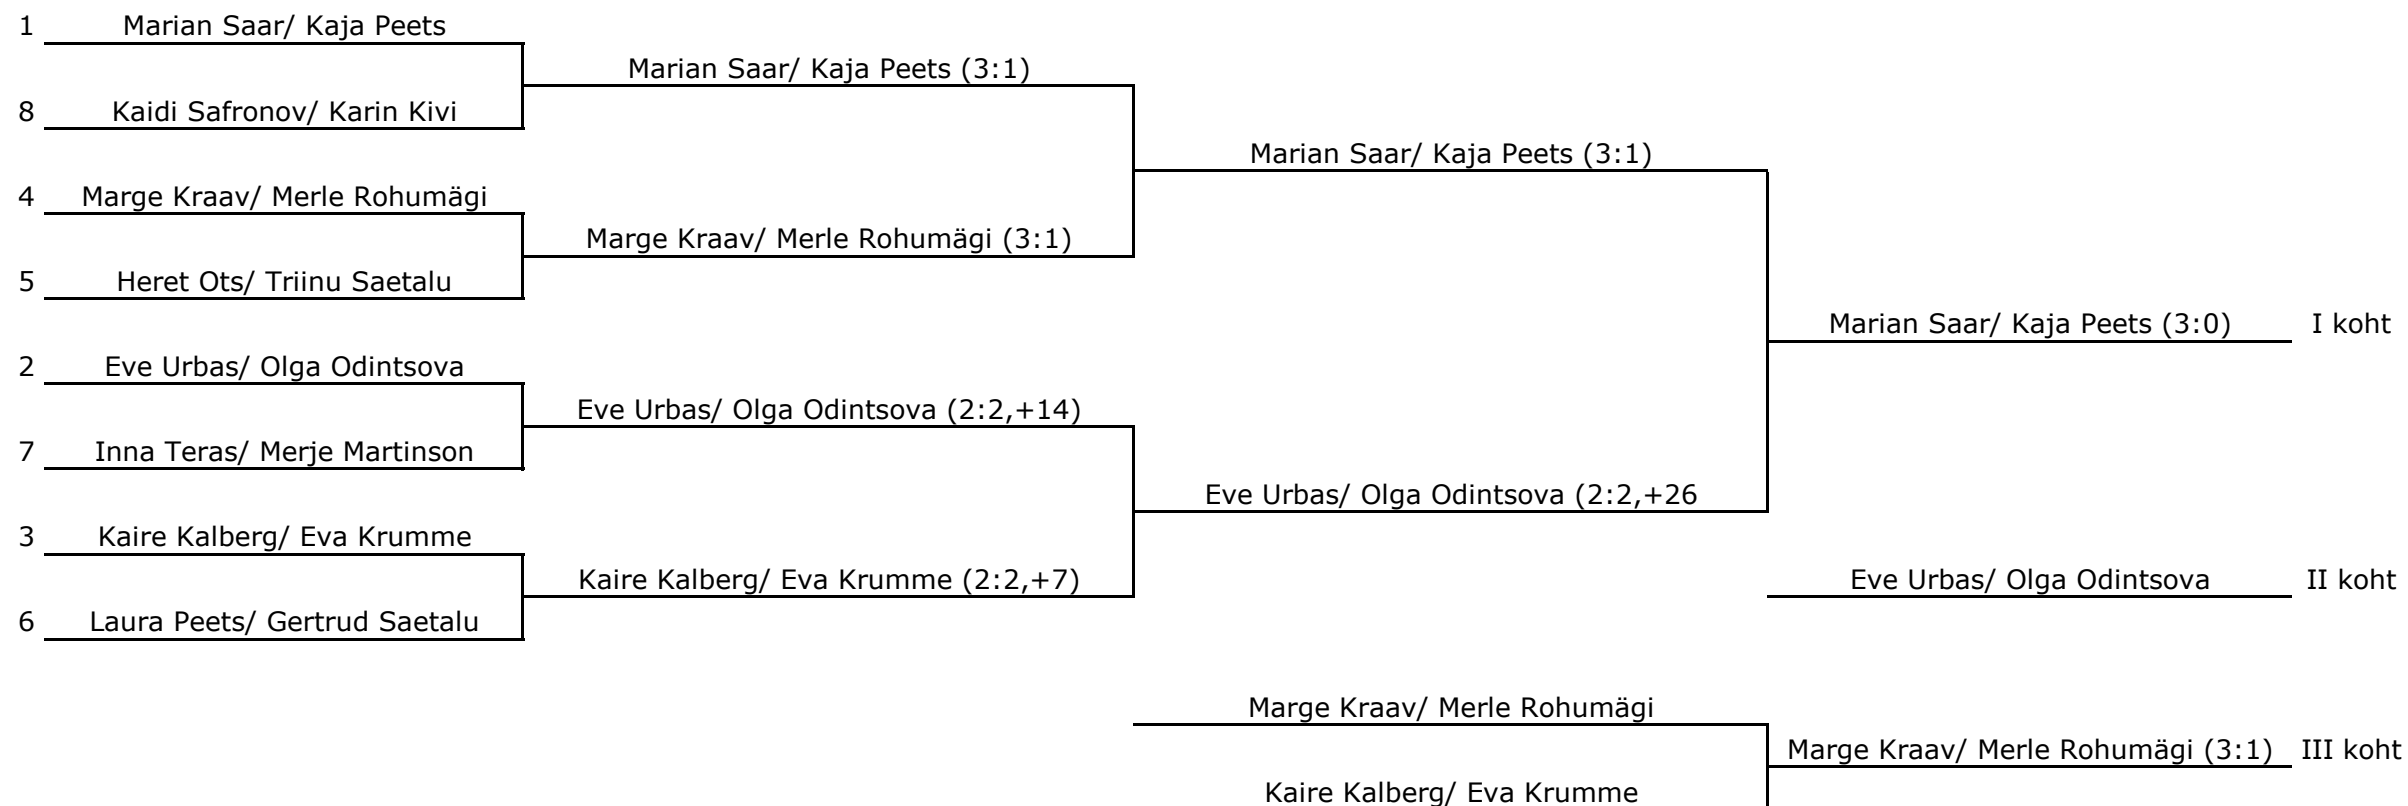 1 Marian Saar/ Kaja Peets
Marian Saar/ Kaja Peets (3:1)
8 Kaidi Safronov/ Karin Kivi
Marian Saar/ Kaja Peets (3:1)
4 Marge Kraav/ Merle Rohumägi
Marge Kraav/ Merle Rohumägi (3:1)
5 Heret Ots/ Triinu Saetalu
Marian Saar/ Kaja Peets (3:0) I koht
2 Eve Urbas/ Olga Odintsova
Eve Urbas/ Olga Odintsova (2:2,+14)
7 Inna Teras/ Merje Martinson
Eve Urbas/ Olga Odintsova (2:2,+26
3 Kaire Kalberg/ Eva Krumme
Kaire Kalberg/ Eva Krumme (2:2,+7)
Eve Urbas/ Olga Odintsova II koht
6 Laura Peets/ Gertrud Saetalu
Marge Kraav/ Merle Rohumägi
Marge Kraav/ Merle Rohumägi (3:1) III koht
Kaire Kalberg/ Eva Krumme